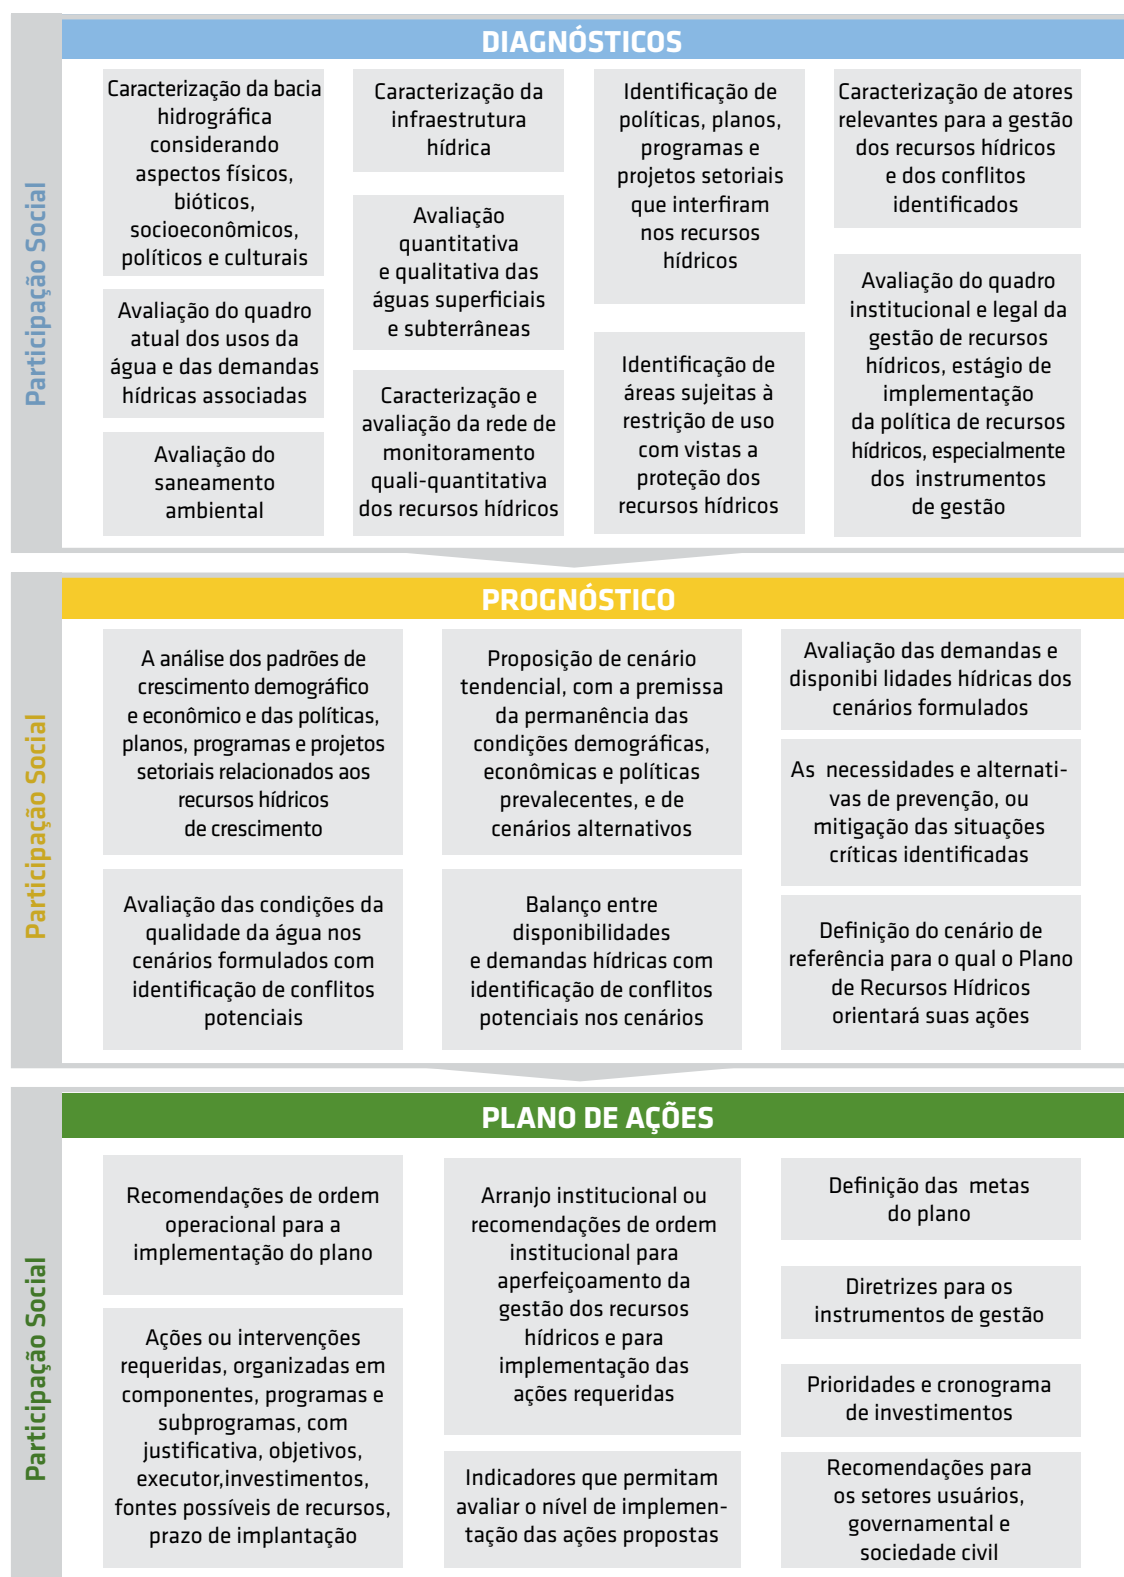 Participação Social
DIAGNÓSTICOS
Caracterização da bacia
hidrográfica
considerando
aspectos físicos,
bióticos,
socioeconômicos,
políticos e culturais
Avaliação do quadro
atual dos usos da
água e das demandas
hídricas associadas
Avaliação do
saneamento
ambiental
Caracterização da
infraestrutura
hídrica
Avaliação
quantitativa
e qualitativa das
águas superficiais
e subterrâneas
Caracterização e
avaliação da rede de
monitoramento
quali-quantitativa
dos recursos hídricos
Identificação de
políticas, planos,
programas e
projetos setoriais
que interfiram
nos recursos
hídricos
Identificação de
áreas sujeitas à
restrição de uso
com vistas a
proteção dos
recursos hídricos
Caracterização de atores
relevantes para a gestão
dos recursos hídricos
e dos conflitos
identificados
Avaliação do quadro
institucional e legal da
gestão de recursos
hídricos, estágio de
implementação
da política de recursos
hídricos, especialmente
dos  instrumentos
de gestão
Participação Social
PROGNÓSTICO
A análise dos padrões de
crescimento demográfico
e econômico e das políticas,
planos, programas e projetos
setoriais relacionados aos
recursos hídricos
de crescimento
Avaliação das condições da
qualidade da água nos
cenários formulados com
identificação de conflitos
potenciais
Proposição de cenário
tendencial, com a premissa
da permanência das
condições demográficas,
econômicas e políticas
prevalecentes, e de
cenários alternativos
Balanço entre
disponibilidades
e demandas hídricas com
identificação de conflitos
potenciais nos cenários
Avaliação das demandas e
disponibi lidades hídricas dos
cenários formulados
As  necessidades e alternati-
vas de prevenção, ou
mitigação das situações
críticas identificadas
Definição do cenário de
referência para o qual o Plano
de Recursos Hídricos
orientará suas ações
Participação Social
PLANO DE AÇÕES
Recomendações de ordem
operacional para a
implementação do plano
Ações ou intervenções
requeridas, organizadas em
componentes, programas e
subprogramas, com
justificativa, objetivos,
executor,investimentos,
fontes possíveis de recursos,
prazo de implantação
Arranjo institucional ou
recomendações de ordem
institucional para
aperfeiçoamento da
gestão dos recursos
hídricos e para
implementação das
ações requeridas
Indicadores que permitam
avaliar o nível de implemen-
tação das ações propostas
Definição das  metas
do plano
Diretrizes para os
instrumentos de gestão
Prioridades e cronograma
de investimentos
Recomendações para
os setores usuários,
governamental e
sociedade civil